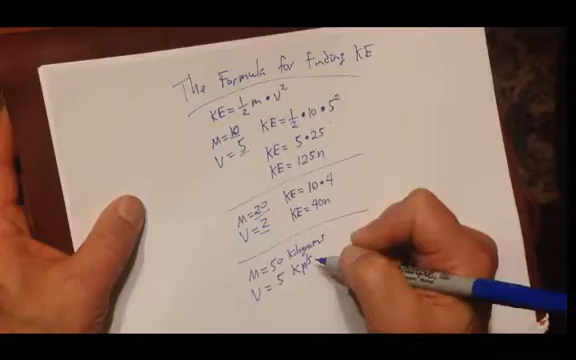 The Formula for finding KE
KE = ½ m • v²
M = 10
V = 5
KE = ½ • 10 • 5²
KE = 5 • 25
KE = 125n
M = 20
V = 2
KE = 10 • 4
KE = 40n
M = 50 Kilograms
V = 5 Kps